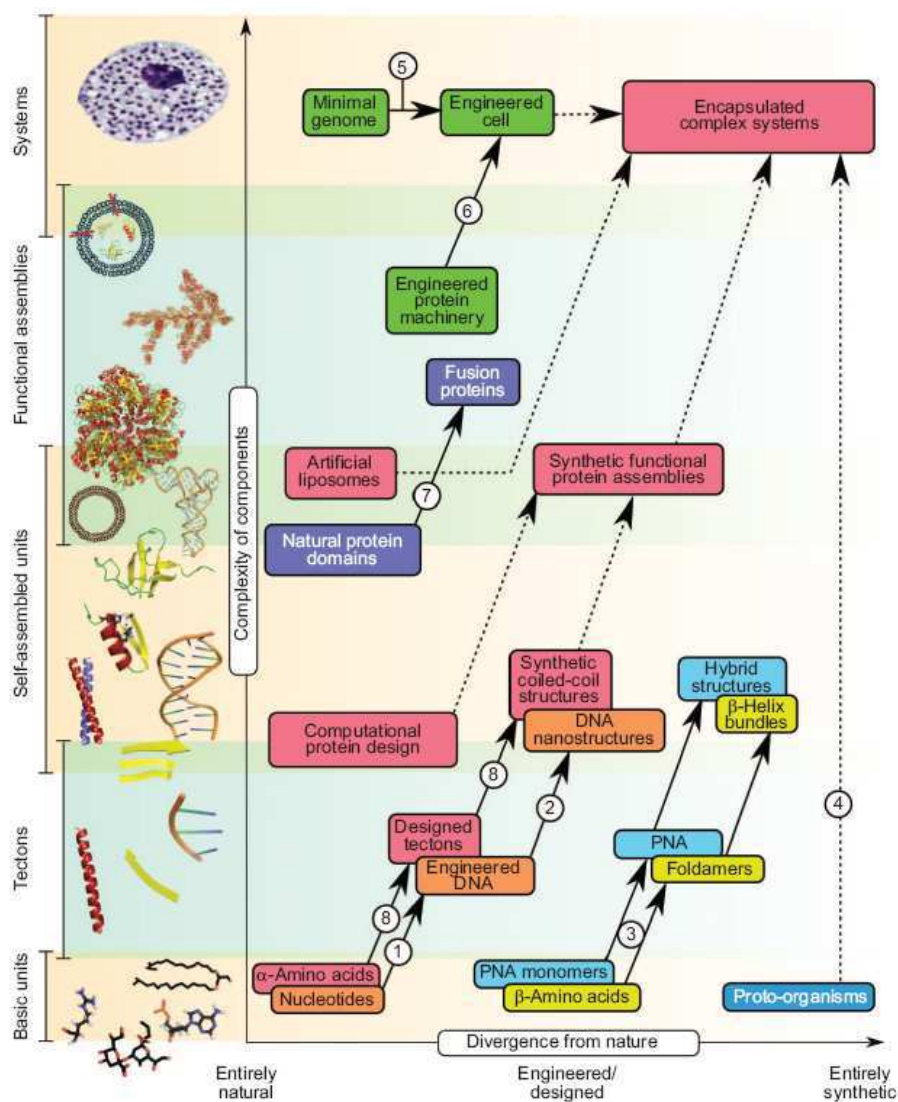 Systems
Functional assemblies
Self-assembled units
Tectons
Basic units
Complexity of components
5
Minimal
genome
Engineered
cell
Encapsulated
complex systems
6
Engineered
protein
machinery
Fusion
proteins
Artificial
liposomes
Synthetic functional
protein assemblies
7
Natural protein
domains
Synthetic
coiled-coil
structures
Hybrid
structures
β-Helix
bundles
DNA
nanostructures
Computational
protein design
8
2
4
Designed
tectons
PNA
Engineered
DNA
Foldamers
8
1
3
α-Amino acids
Nucleotides
PNA monomers
β-Amino acids
Proto-organisms
Divergence from nature
Entirely
natural
Engineered/
designed
Entirely
synthetic